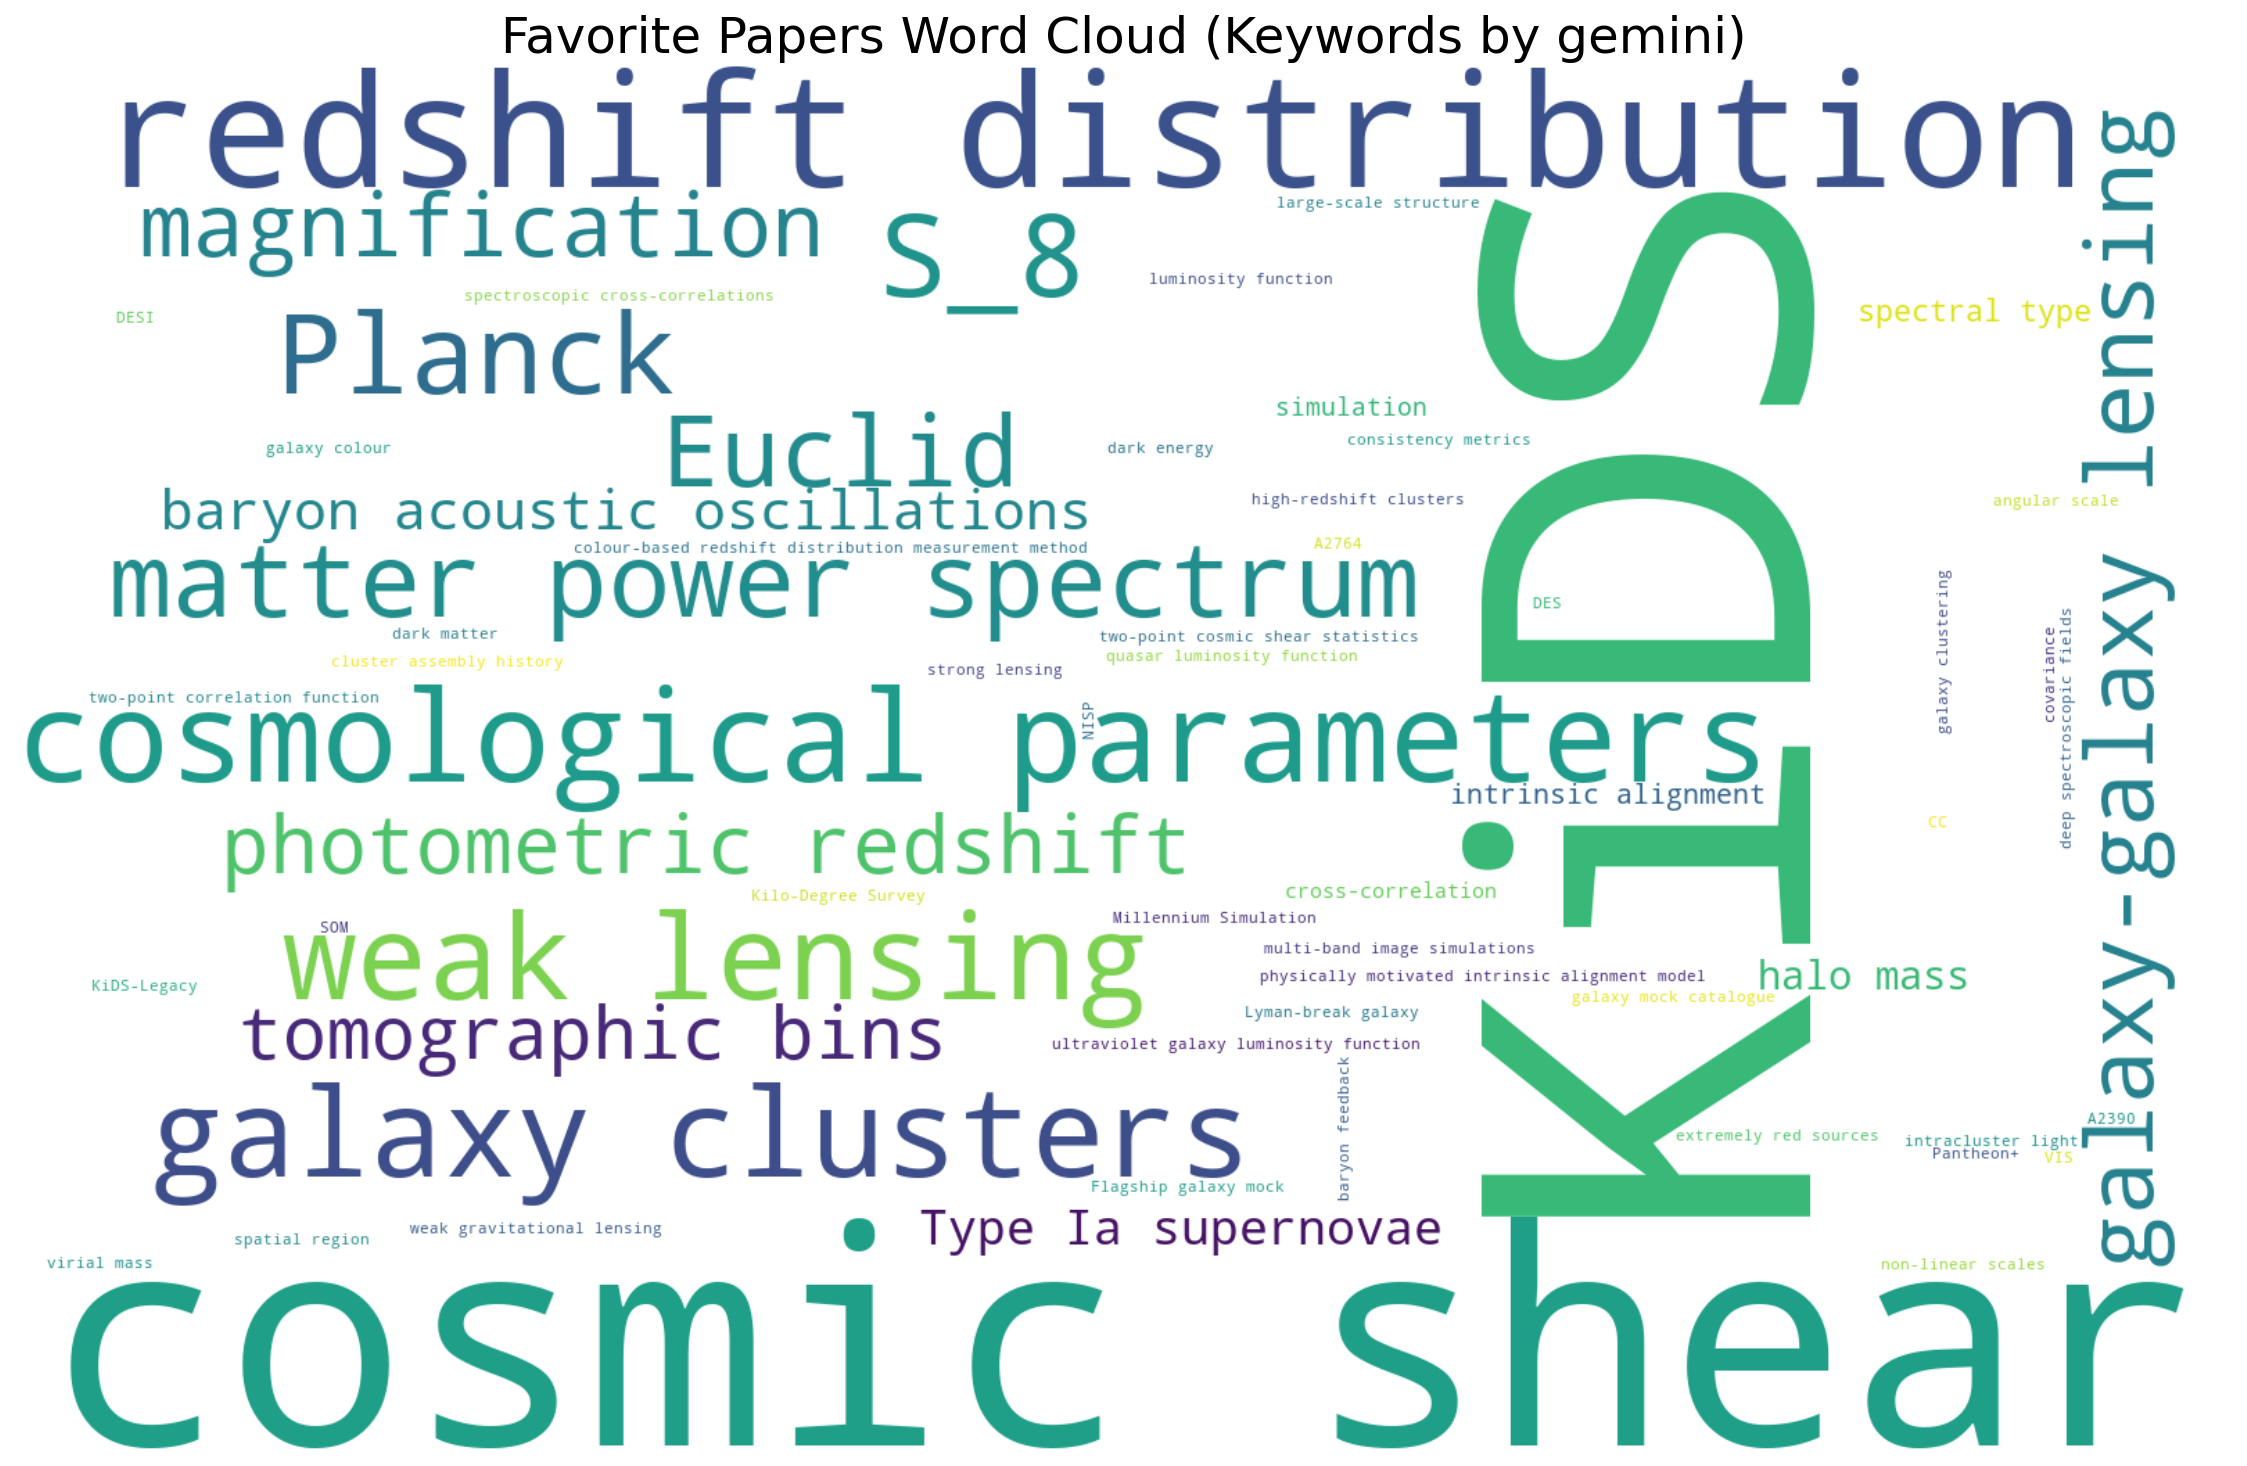 Favorite Papers Word Cloud (Keywords by gemini)
redshift distribution
magnification
S_8
large-scale structure
luminosity function
spectroscopic cross-correlations
DESI
spectral type
Planck
simulation
Euclid
consistency metrics
galaxy colour
dark energy
high-redshift clusters
angular scale
baryon acoustic oscillations
colour-based redshift distribution measurement method
A2764
matter power spectrum
DES
dark matter
two-point cosmic shear statistics
cluster assembly history
quasar luminosity function
strong lensing
two-point correlation function
NISP
cosmological parameters
intrinsic alignment
KiDS
galaxy clustering
covariance
deep spectroscopic fields
galaxy-galaxy lensing
CC
photometric redshift
cross-correlation
Kilo-Degree Survey
Millennium Simulation
SOM
weak lensing
multi-band image simulations
physically motivated intrinsic alignment model
halo mass
KiDS-Legacy
galaxy mock catalogue
Lyman-break galaxy
tomographic bins
ultraviolet galaxy luminosity function
baryon feedback
A2390
extremely red sources
intracluster light
Pantheon+
VIS
galaxy clusters
Flagship galaxy mock
weak gravitational lensing
Type Ia supernovae
spatial region
virial mass
non-linear scales
cosmic shear